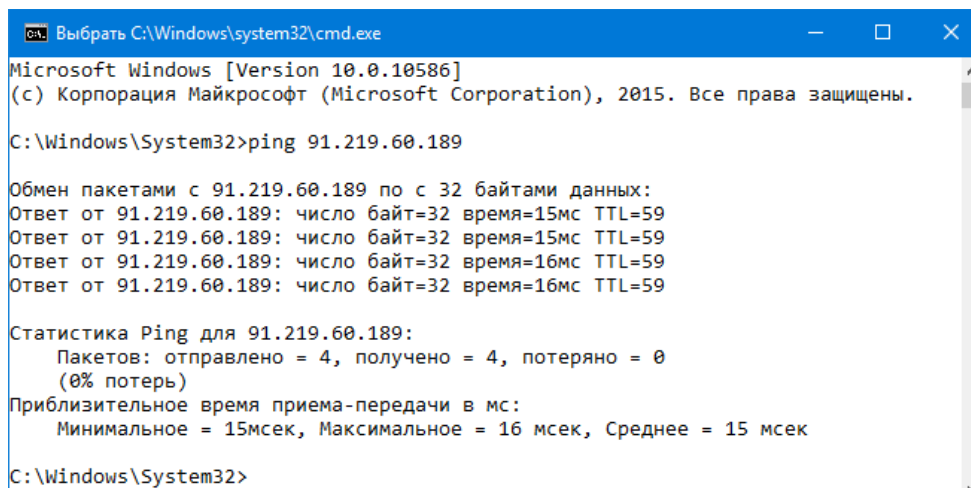 Выбрать C:\Windows\system32\cmd.exe
Microsoft Windows [Version 10.0.10586]
(c) Корпорация Майкрософт (Microsoft Corporation), 2015. Все права защищены.
C:\Windows\System32>ping 91.219.60.189
Обмен пакетами с 91.219.60.189 по с 32 байтами данных:
Ответ от 91.219.60.189: число байт=32 время=15мс TTL=59
Ответ от 91.219.60.189: число байт=32 время=15мс TTL=59
Ответ от 91.219.60.189: число байт=32 время=16мс TTL=59
Ответ от 91.219.60.189: число байт=32 время=16мс TTL=59
Статистика Ping для 91.219.60.189:
    Пакетов: отправлено = 4, получено = 4, потеряно = 0
    (0% потерь)
Приблизительное время приема-передачи в мс:
    Минимальное = 15мсек, Максимальное = 16 мсек, Среднее = 15 мсек
C:\Windows\System32>